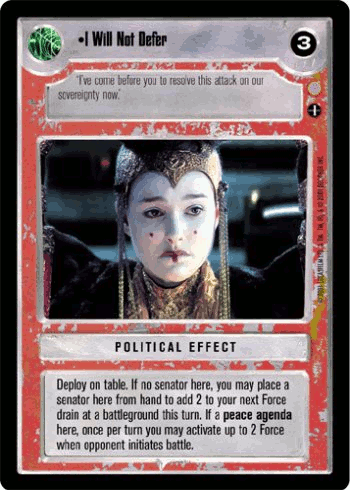 •I Will Not Defer
3
'I've come before you to resolve this attack on our
sovereignty now.'
POLITICAL EFFECT
Deploy on table. If no senator here, you may place a
senator here from hand to add 2 to your next Force
drain at a battleground this turn. If a peace agenda
here, once per turn you may activate up to 2 Force
when opponent initiates battle.